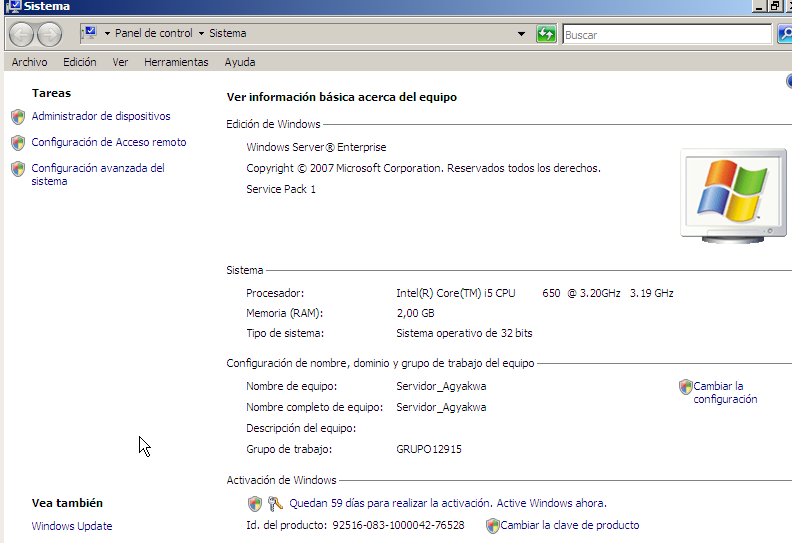 Sistema
Panel de control Sistema
Buscar
Archivo Edición Ver Herramientas Ayuda
Tareas
Administrador de dispositivos
Configuración de Acceso remoto
Configuración avanzada del
sistema
Ver información básica acerca del equipo
Edición de Windows
Windows Server® Enterprise
Copyright © 2007 Microsoft Corporation. Reservados todos los derechos.
Service Pack 1
Sistema
Procesador: Intel(R) Core(TM) i5 CPU 650 @ 3.20GHz 3.19 GHz
Memoria (RAM): 2,00 GB
Tipo de sistema: Sistema operativo de 32 bits
Configuración de nombre, dominio y grupo de trabajo del equipo
Nombre de equipo: Servidor_Agyakwa
Cambiar la
configuración
Nombre completo de equipo: Servidor_Agyakwa
Descripción del equipo:
Grupo de trabajo: GRUPO12915
Activación de Windows
Quedan 59 días para realizar la activación. Active Windows ahora.
Id. del producto: 92516-083-1000042-76528 Cambiar la clave de producto
Vea también
Windows Update